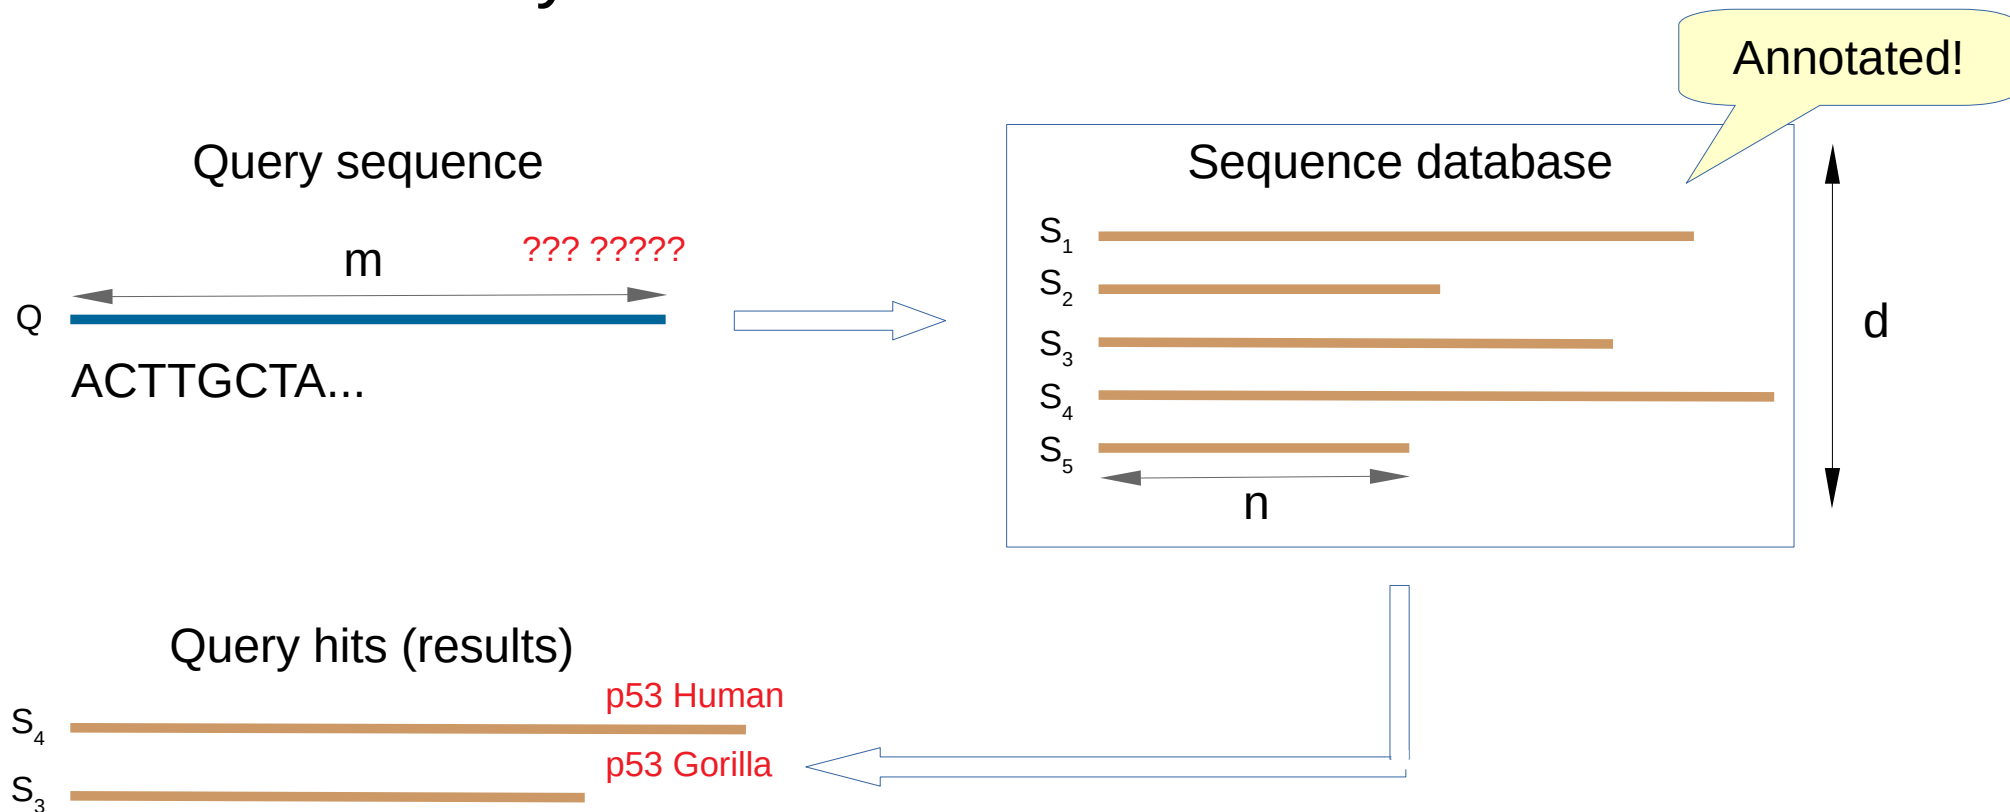 Annotated!
Query sequence
Sequence database
m
??? ?????
Q
ACTTGCTA...
S1
S2
S3
S4
S5
n
d
Query hits (results)
p53 Human
S4
p53 Gorilla
S3